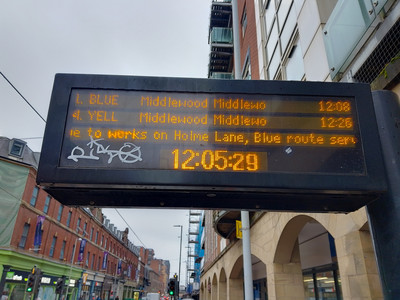 1. BLUE Middlewood Middlewo 12:08
4. YELL Middlewood Middlewo 12:26
e to works on Holme Lane, Blue route serv
12:05:29